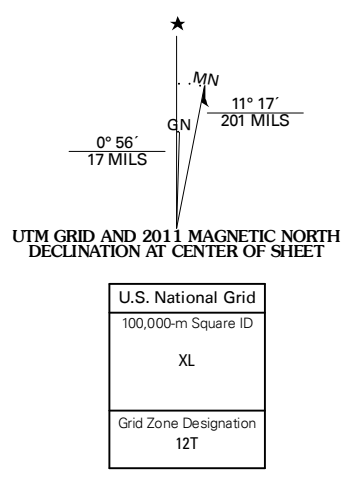 MN
11° 17´
201 MILS
GN
0° 56´
17 MILS
UTM GRID AND 2011 MAGNETIC NORTH
DECLINATION AT CENTER OF SHEET
U.S. National Grid
100,000-m Square ID
XL
Grid Zone Designation
12T